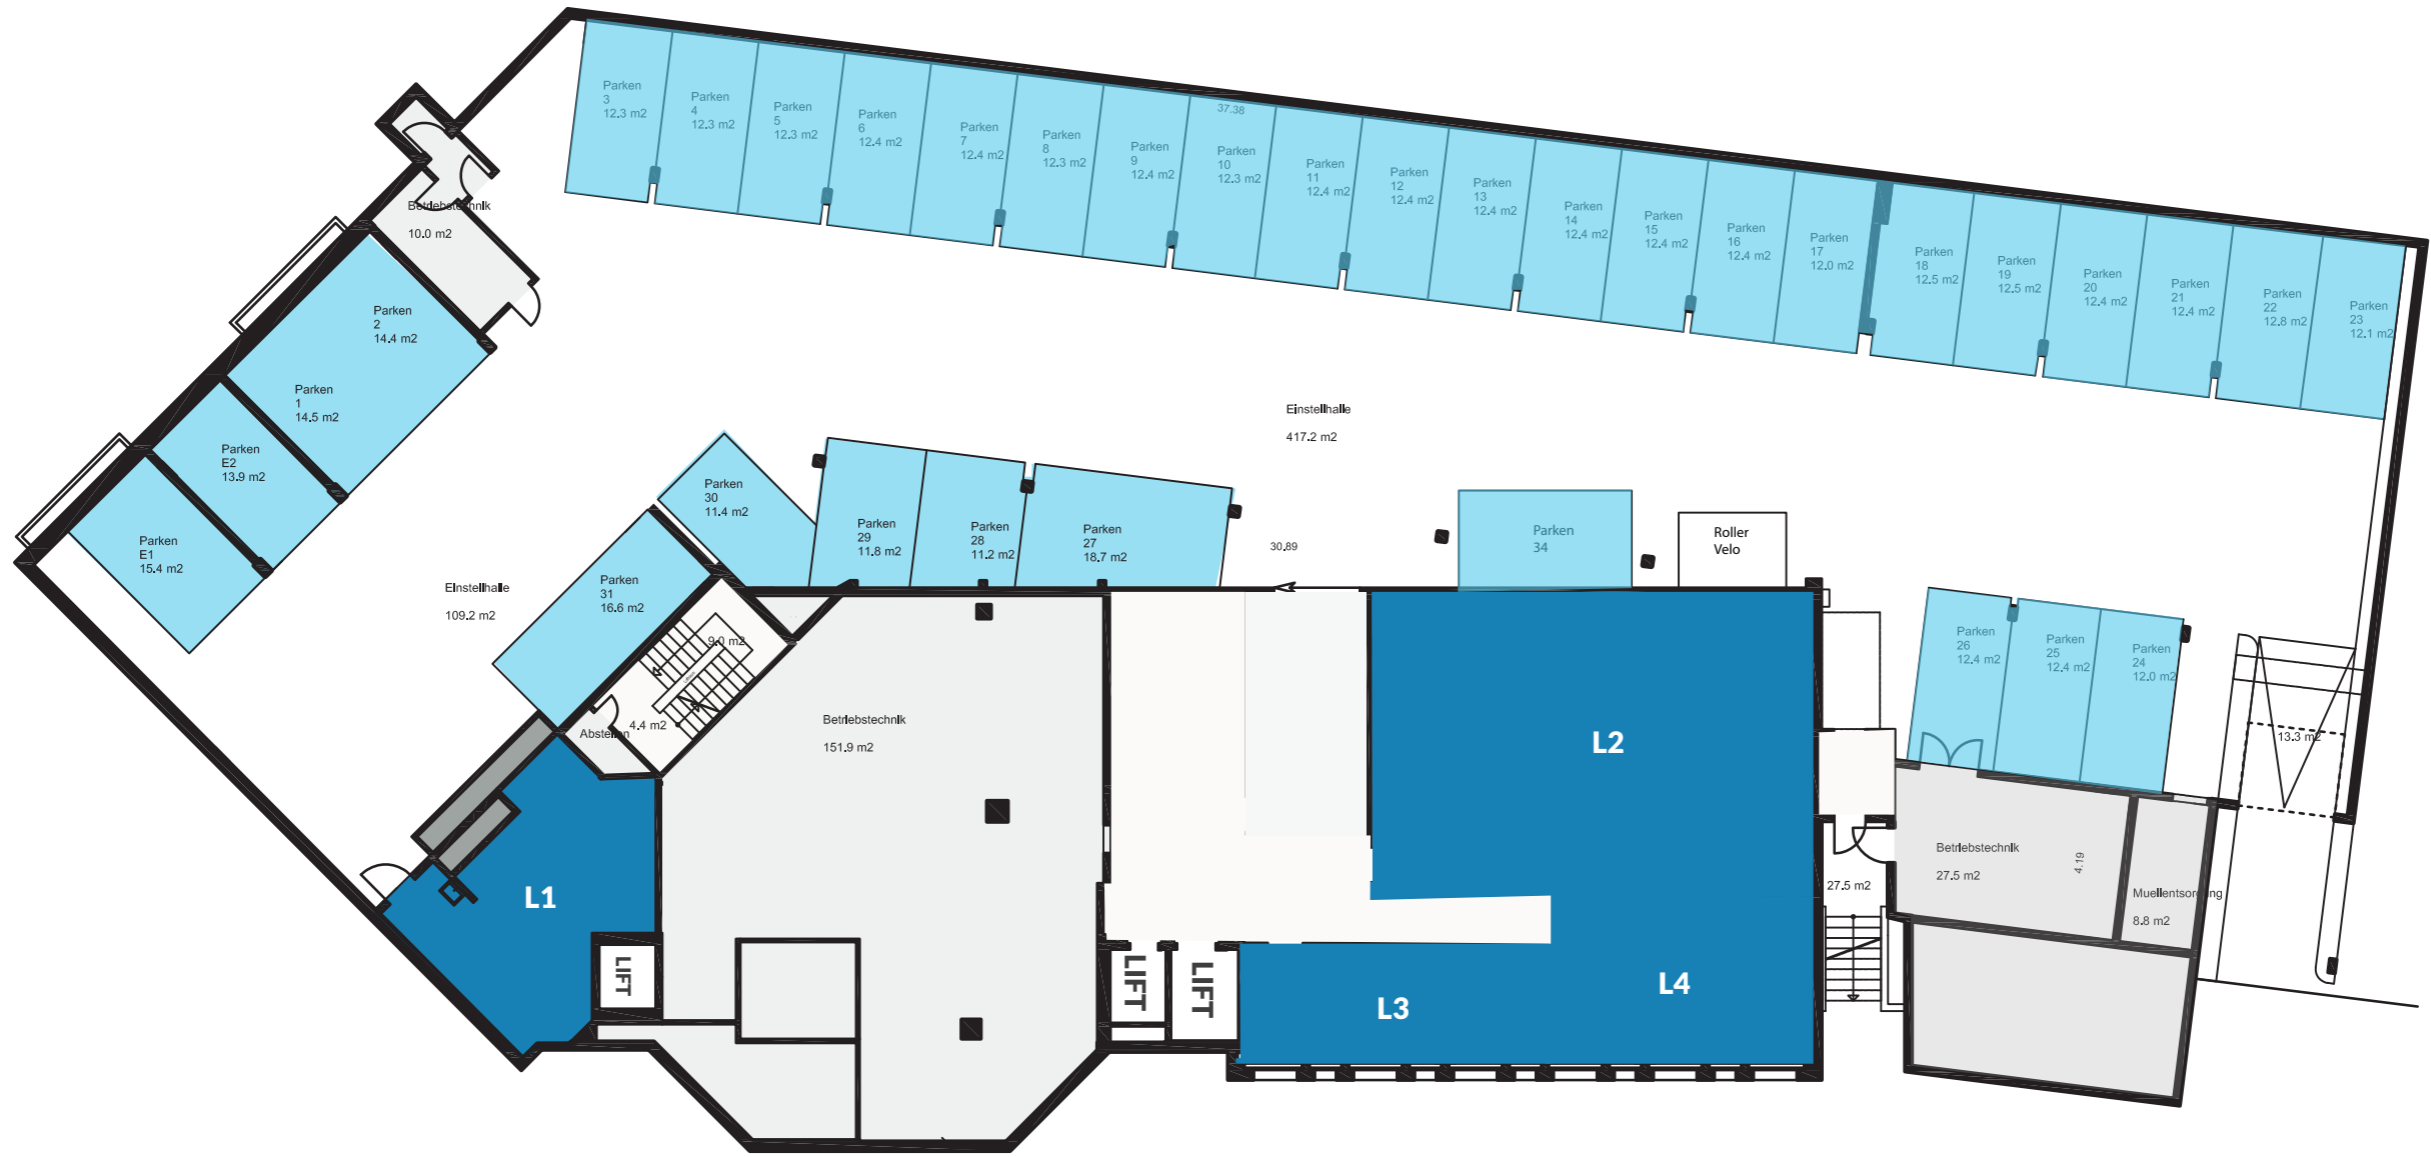 Parken
3
12.3 m2
Parken
4
12.3 m2
Parken
5
12.3 m2
Parken
6
12.4 m2
Parken
7
12.4 m2
Parken
8
12.3 m2
Parken
9
12.4 m2
37.38
Parken
10
12.3 m2
Parken
11
12.4 m2
Parken
12
12.4 m2
Parken
13
12.4 m2
Parken
14
12.4 m2
Parken
15
12.4 m2
Parken
16
12.4 m2
Parken
17
12.0 m2
Parken
18
12.5 m2
Parken
19
12.5 m2
Parken
20
12.4 m2
Parken
21
12.4 m2
Parken
22
12.8 m2
Parken
23
12.1 m2
Betriebstechnik
10.0 m2
Parken
2
14.4 m2
Parken
1
14.5 m2
Parken
E2
13.9 m2
Parken
E1
15.4 m2
Einstellhalle
417.2 m2
Parken
30
11.4 m2
Parken
29
11.8 m2
Parken
28
11.2 m2
Parken
27
18.7 m2
30.89
Parken
34
Roller
Velo
Einstellhalle
109.2 m2
Parken
31
16.6 m2
9.0 m2
4.4 m2
Abstellen
Betriebstechnik
151.9 m2
Parken
26
12.4 m2
Parken
25
12.4 m2
Parken
24
12.0 m2
13.3 m2
L2
L1
L3
L4
LIFT
LIFT
LIFT
27.5 m2
Betriebstechnik
27.5 m2
4.19
Muellentsorgung
8.8 m2